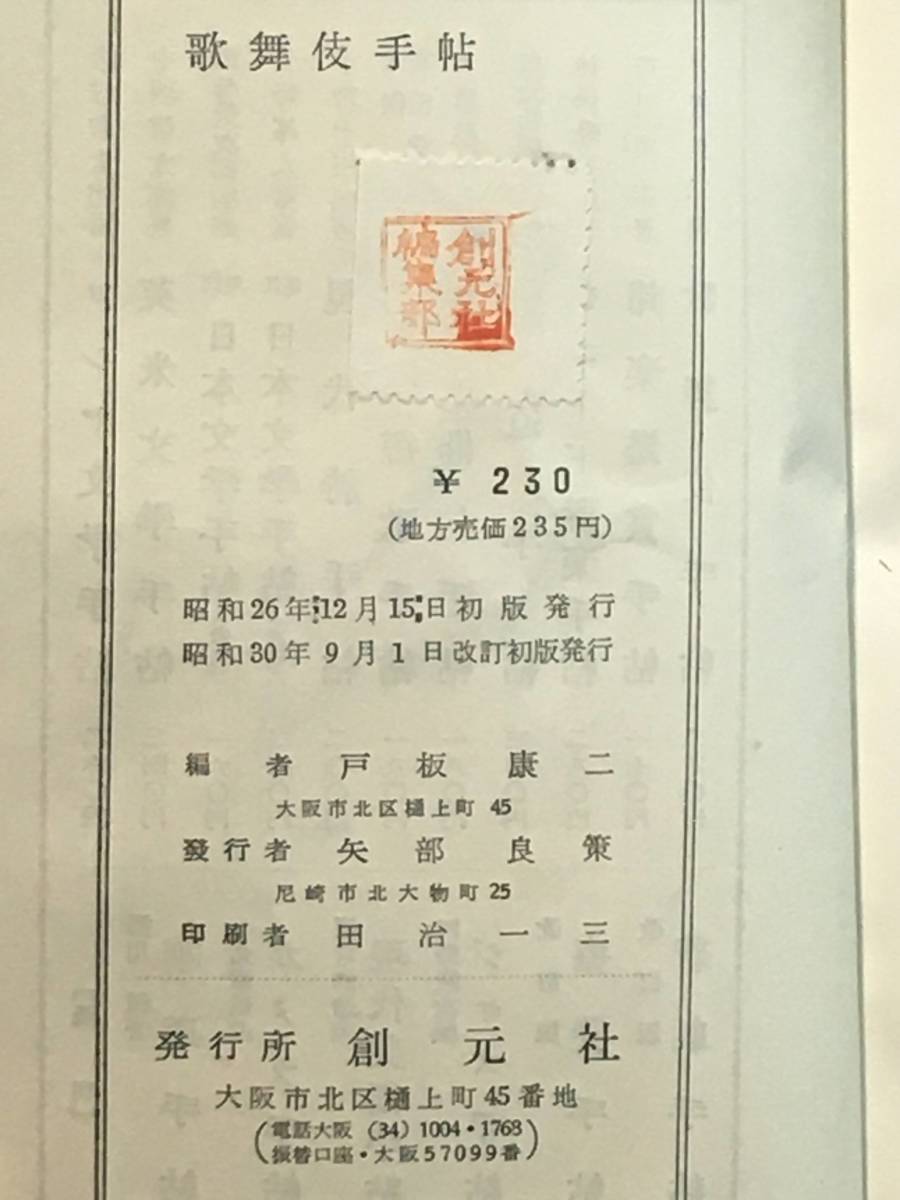 歌舞伎手帖
創元社
編集部
¥ 230
(地方売価235円)
昭和26年12月15日初版発行
昭和30年9月1日改訂初版発行
編者 戸板康二
大阪市北区樋上町 45
發行者 矢部良策
尼崎市北大物町 25
印刷者 田治一三
発行所 創元社
大阪市北区樋上町45番地
(電話大阪 (34) 1004・1768
振替口座・大阪57099番)